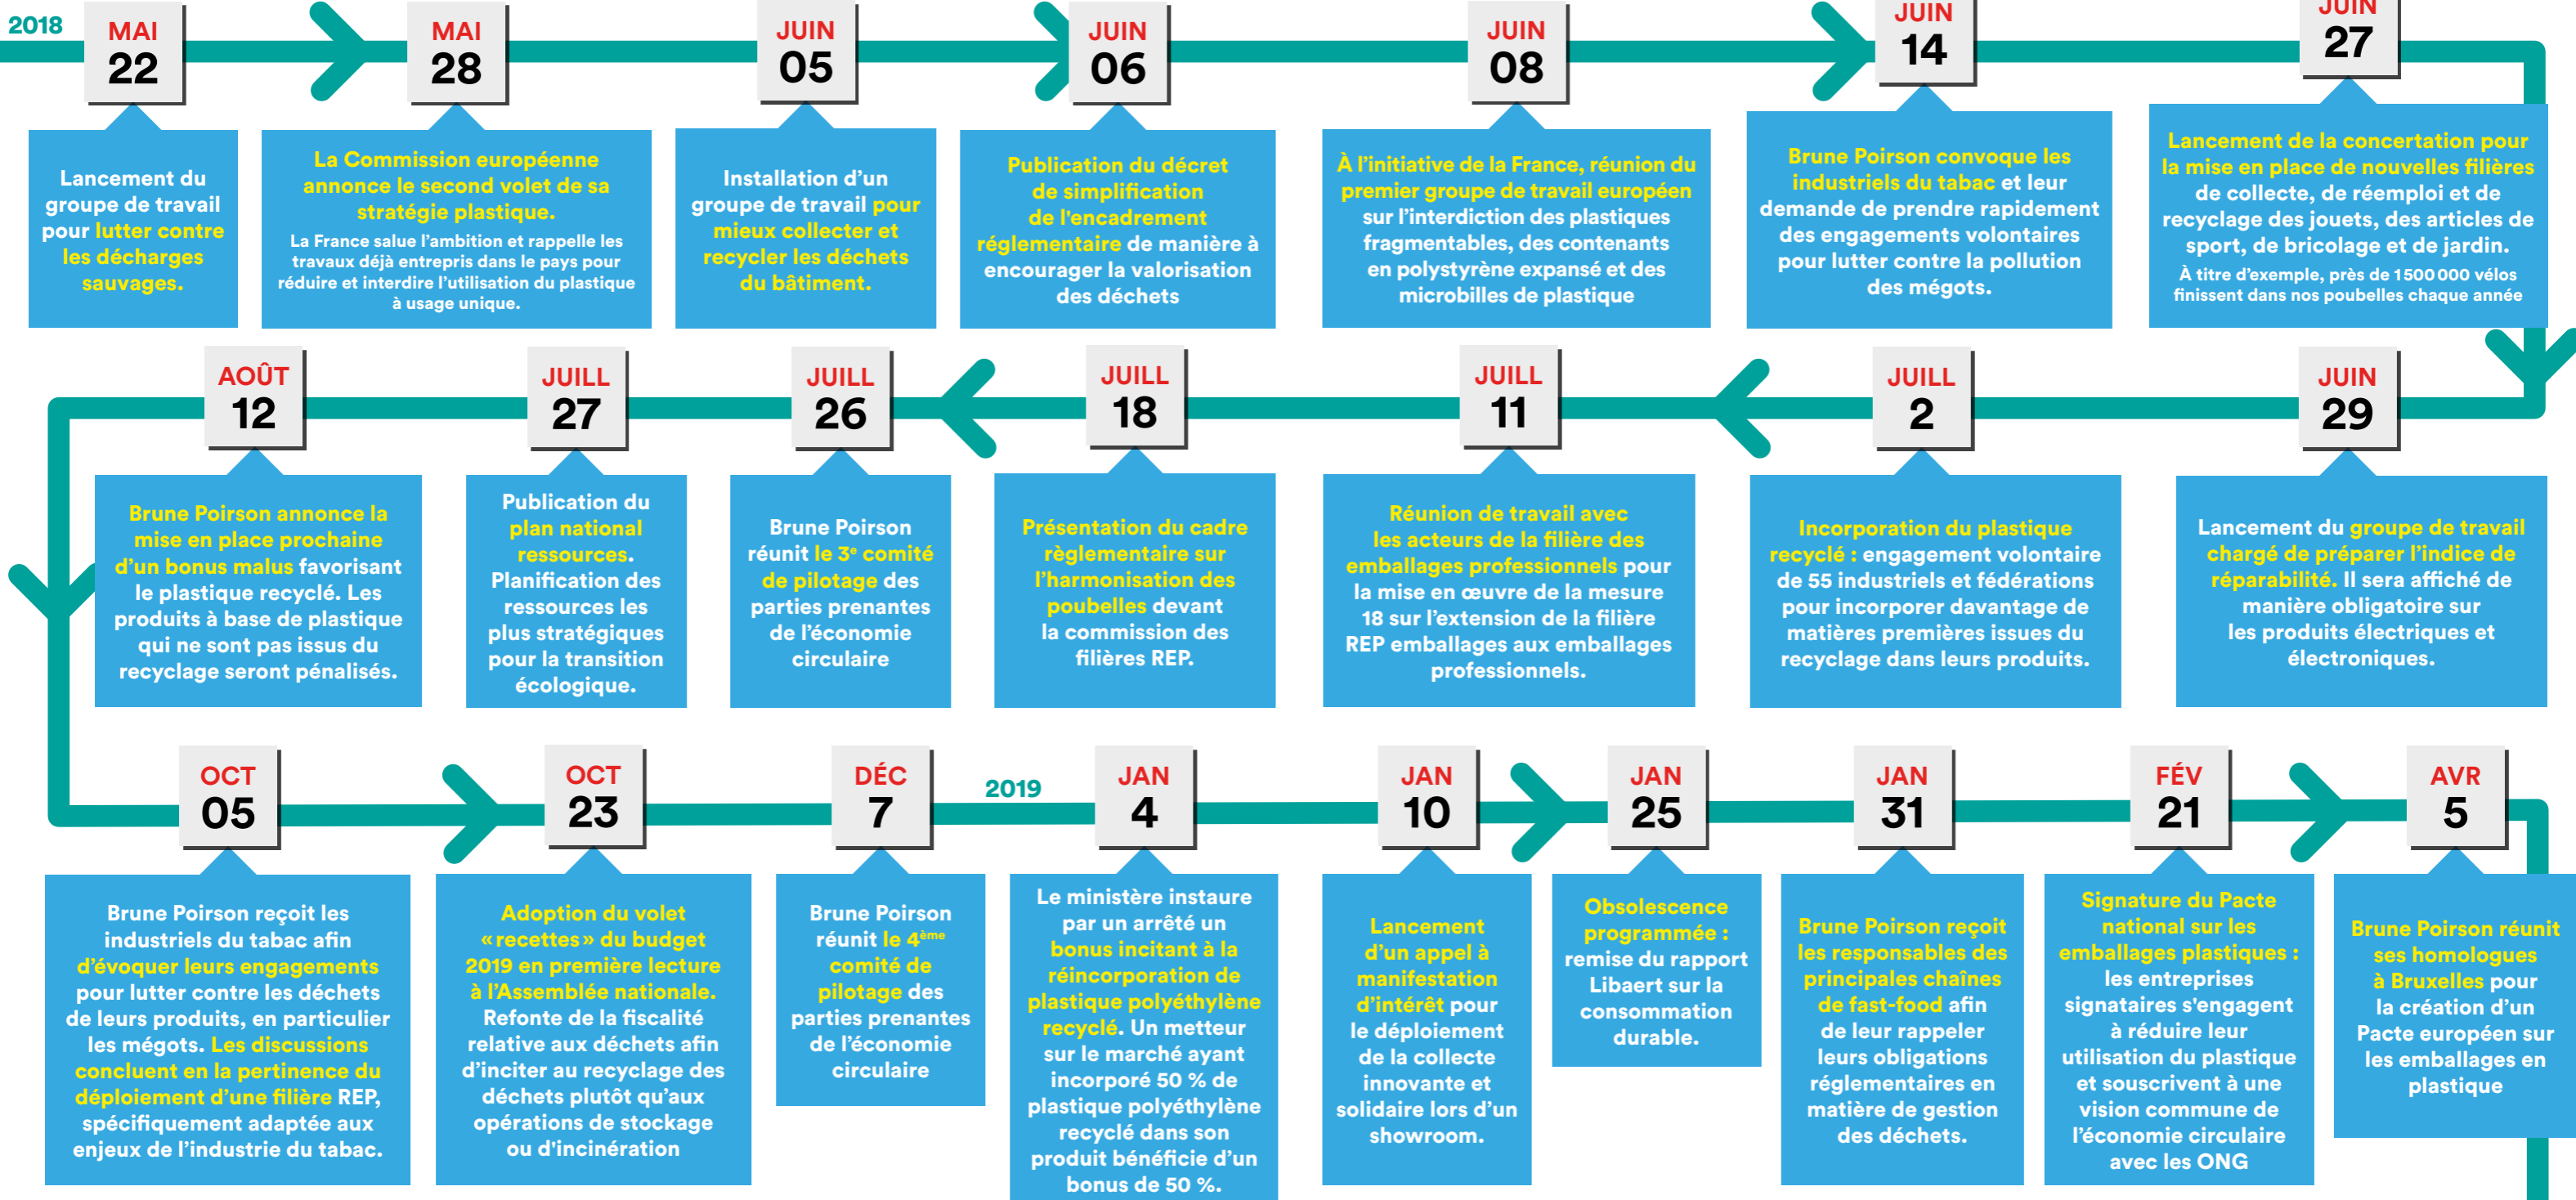 2018
MAI
22
Lancement du
groupe de travail
pour lutter contre
les décharges
sauvages.
MAI
28
La Commission européenne
annonce le second volet de sa
stratégie plastique.
La France salue l’ambition et rappelle les
travaux déjà entrepris dans le pays pour
réduire et interdire l’utilisation du plastique
à usage unique.
JUIN
05
Installation d’un
groupe de travail pour
mieux collecter et
recycler les déchets
du bâtiment.
JUIN
06
Publication du décret
de simplification
de l'encadrement
réglementaire de manière à
encourager la valorisation
des déchets
JUIN
08
À l’initiative de la France, réunion du
premier groupe de travail européen
sur l’interdiction des plastiques
fragmentables, des contenants
en polystyrène expansé et des
microbilles de plastique
JUIN
14
Brune Poirson convoque les
industriels du tabac et leur
demande de prendre rapidement
des engagements volontaires
pour lutter contre la pollution
des mégots.
JUIN
27
Lancement de la concertation pour
la mise en place de nouvelles filières
de collecte, de réemploi et de
recyclage des jouets, des articles de
sport, de bricolage et de jardin.
À titre d’exemple, près de 1 500 000 vélos
finissent dans nos poubelles chaque année
JUIN
29
Lancement du groupe de travail
chargé de préparer l’indice de
réparabilité. Il sera affiché de
manière obligatoire sur
les produits électriques et
électroniques.
JUILL
2
Incorporation du plastique
recyclé : engagement volontaire
de 55 industriels et fédérations
pour incorporer davantage de
matières premières issues du
recyclage dans leurs produits.
JUILL
11
Réunion de travail avec
les acteurs de la filière des
emballages professionnels pour
la mise en œuvre de la mesure
18 sur l’extension de la filière
REP emballages aux emballages
professionnels.
JUILL
18
Présentation du cadre
règlementaire sur
l’harmonisation des
poubelles devant
la commission des
filières REP.
JUILL
26
Brune Poirson
réunit le 3e comité
de pilotage des
parties prenantes
de l’économie
circulaire
JUILL
27
Publication du
plan national
ressources.
Planification des
ressources les
plus stratégiques
pour la transition
écologique.
AOÛT
12
Brune Poirson annonce la
mise en place prochaine
d’un bonus malus favorisant
le plastique recyclé. Les
produits à base de plastique
qui ne sont pas issus du
recyclage seront pénalisés.
OCT
05
Brune Poirson reçoit les
industriels du tabac afin
d’évoquer leurs engagements
pour lutter contre les déchets
de leurs produits, en particulier
les mégots. Les discussions
concluent en la pertinence du
déploiement d’une filière REP,
spécifiquement adaptée aux
enjeux de l’industrie du tabac.
OCT
23
Adoption du volet
« recettes » du budget
2019 en première lecture
à l’Assemblée nationale.
Refonte de la fiscalité
relative aux déchets afin
d’inciter au recyclage des
déchets plutôt qu’aux
opérations de stockage
ou d'incinération
DÉC
7
Brune Poirson
réunit le 4ème
comité de
pilotage des
parties prenantes
de l’économie
circulaire
2019
JAN
4
Le ministère instaure
par un arrêté un
bonus incitant à la
réincorporation de
plastique polyéthylène
recyclé. Un metteur
sur le marché ayant
incorporé 50 % de
plastique polyéthylène
recyclé dans son
produit bénéficie d’un
bonus de 50 %.
JAN
10
Lancement
d’un appel à
manifestation
d’intérêt pour
le déploiement
de la collecte
innovante et
solidaire lors d’un
showroom.
JAN
25
Obsolescence
programmée :
remise du rapport
Libaert sur la
consommation
durable.
JAN
31
Brune Poirson reçoit
les responsables des
principales chaînes
de fast-food afin
de leur rappeler
leurs obligations
réglementaires en
matière de gestion
des déchets.
FÉV
21
Signature du Pacte
national sur les
emballages plastiques :
les entreprises
signataires s'engagent
à réduire leur
utilisation du plastique
et souscrivent à une
vision commune de
l’économie circulaire
avec les ONG
AVR
5
Brune Poirson réunit
ses homologues
à Bruxelles pour
la création d’un
Pacte européen sur
les emballages en
plastique